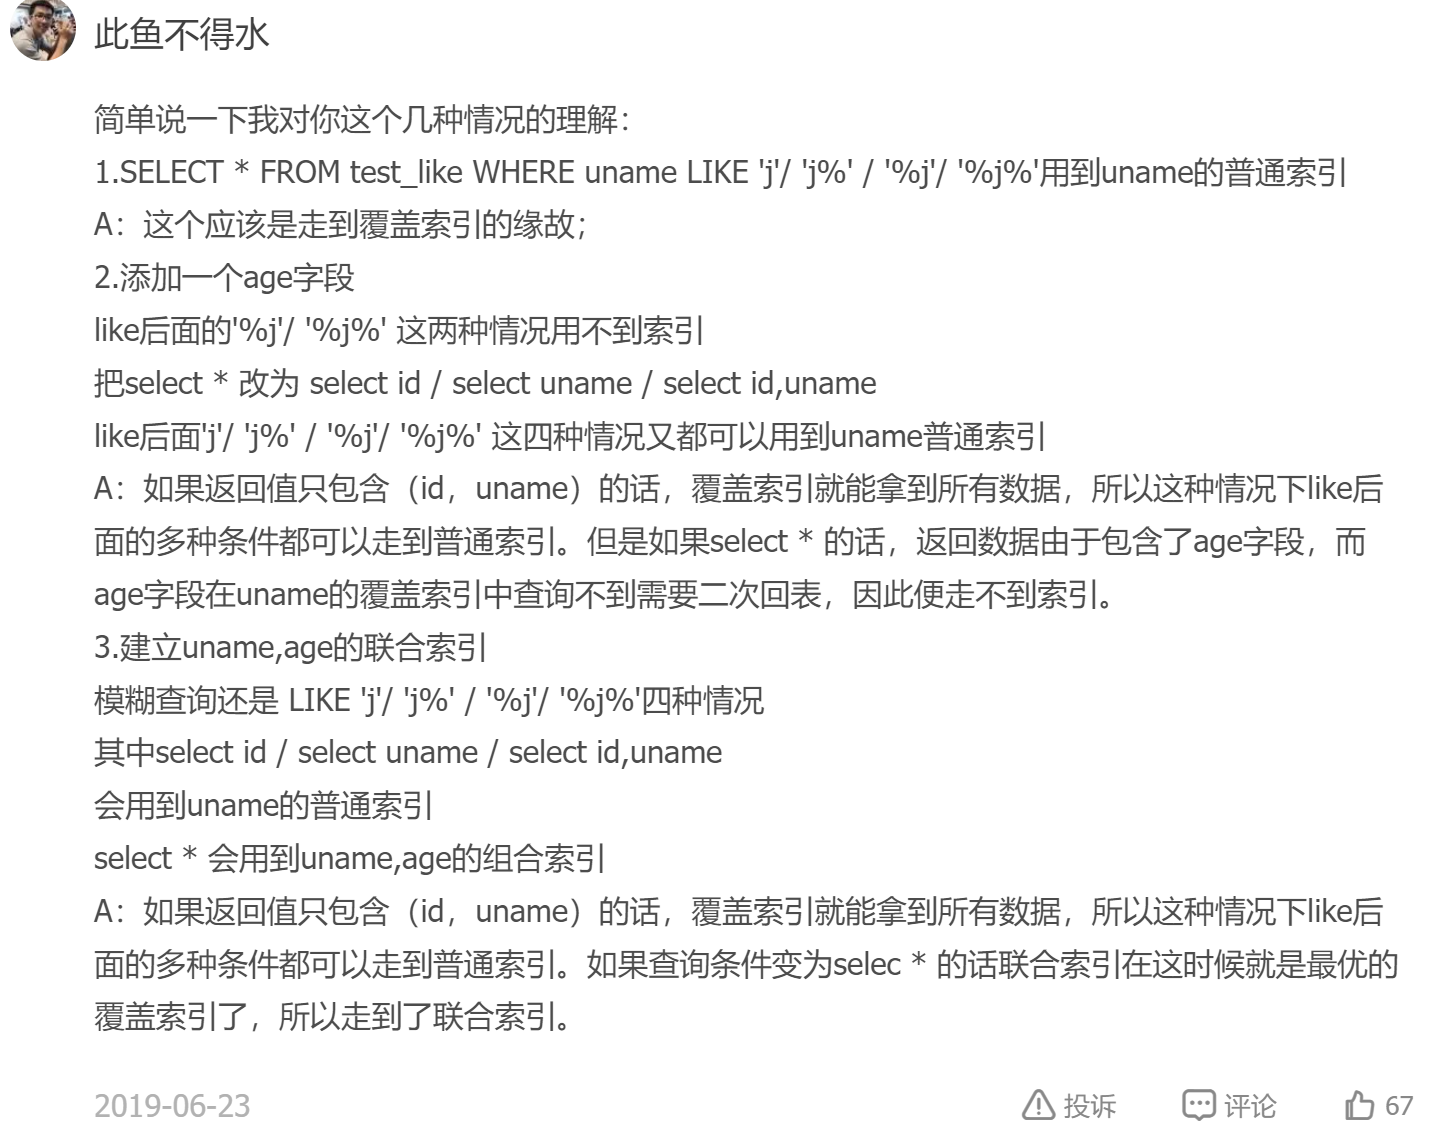 此鱼不得水
简单说一下我对你这个几种情况的理解：
1.SELECT * FROM test_like WHERE uname LIKE 'j'/ 'j%' / '%j'/ '%j%'用到uname的普通索引
A：这个应该是走到覆盖索引的缘故；
2.添加一个age字段
like后面的'%j'/ '%j%' 这两种情况用不到索引
把select * 改为 select id / select uname / select id,uname
like后面'j'/ 'j%' / '%j'/ '%j%' 这四种情况又都可以用到uname普通索引
A：如果返回值只包含（id，uname）的话，覆盖索引就能拿到所有数据，所以这种情况下like后
面的多种条件都可以走到普通索引。但是如果select * 的话，返回数据由于包含了age字段，而
age字段在uname的覆盖索引中查询不到需要二次回表，因此便走不到索引。
3.建立uname,age的联合索引
模糊查询还是 LIKE 'j'/ 'j%' / '%j'/ '%j%'四种情况
其中select id / select uname / select id,uname
会用到uname的普通索引
select * 会用到uname,age的组合索引
A：如果返回值只包含（id，uname）的话，覆盖索引就能拿到所有数据，所以这种情况下like后
面的多种条件都可以走到普通索引。如果查询条件变为selec * 的话联合索引在这时候就是最优的
覆盖索引了，所以走到了联合索引。
2019-06-23 投诉 评论 67